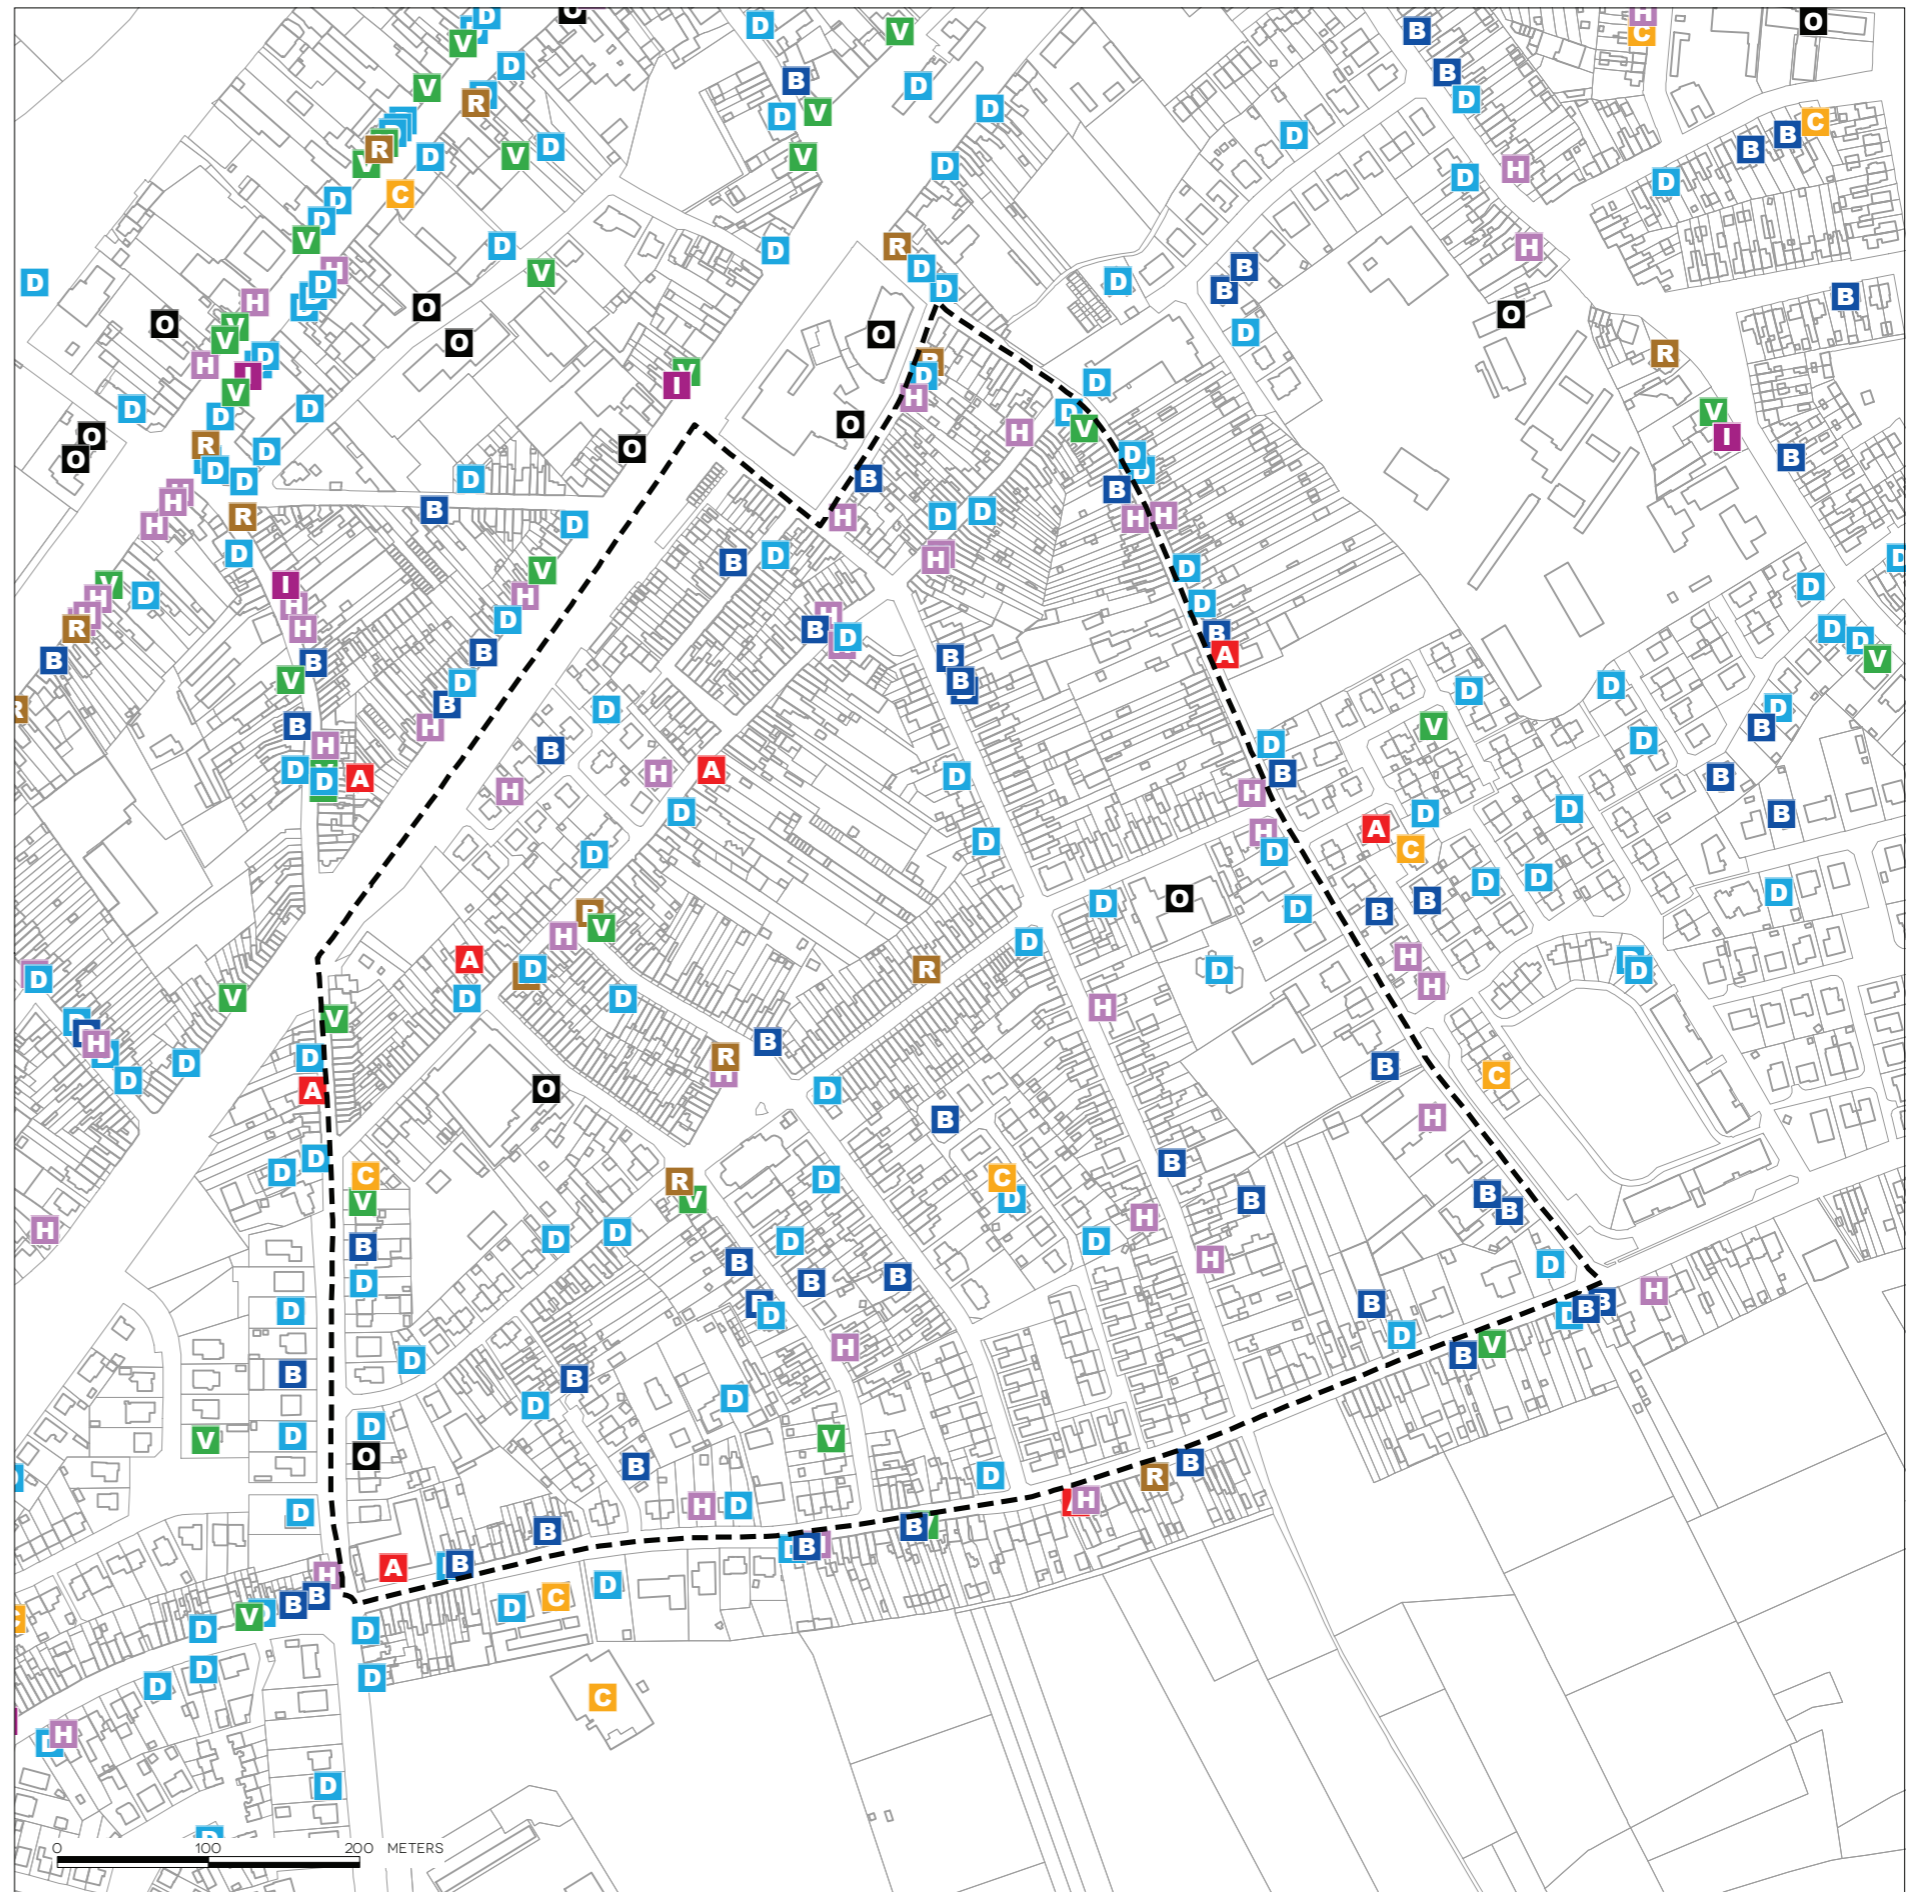 D O D V B H O
V D B C
D V B D D V B D
R D V D D B C
R V D V D V D B H
D C D D H D
V D V D R D H
D H D D B B D B
H O D O O R O
V V D V I O R D R
H I V D H D D V I
D D D H D V H
O R D O D B D B
O D D D B
H H H R B D H H D D H H
D D B D H D D
I V D V H D D
H H D H B D D B D D
R H D B B B A V
B V B D B D D D
R B H B D B V D B
H D B D D
D D A H A H B B B
D H D D D B
D D H D A C
D D D D
R V H D O D B B D
A D D D R D H D
D V D H H
D B H D V D R H B B C
D D A O D B H
D D C R V D C D B B
H V D D D H B B B
B D B B B H D
D B D D B D B B H
B D B H D B V
D D D V
V D O B D B R
D H D A H
H A D B B D B V
V D B B D C D
D D D
D C
D H D
D
0 100 200 METERS